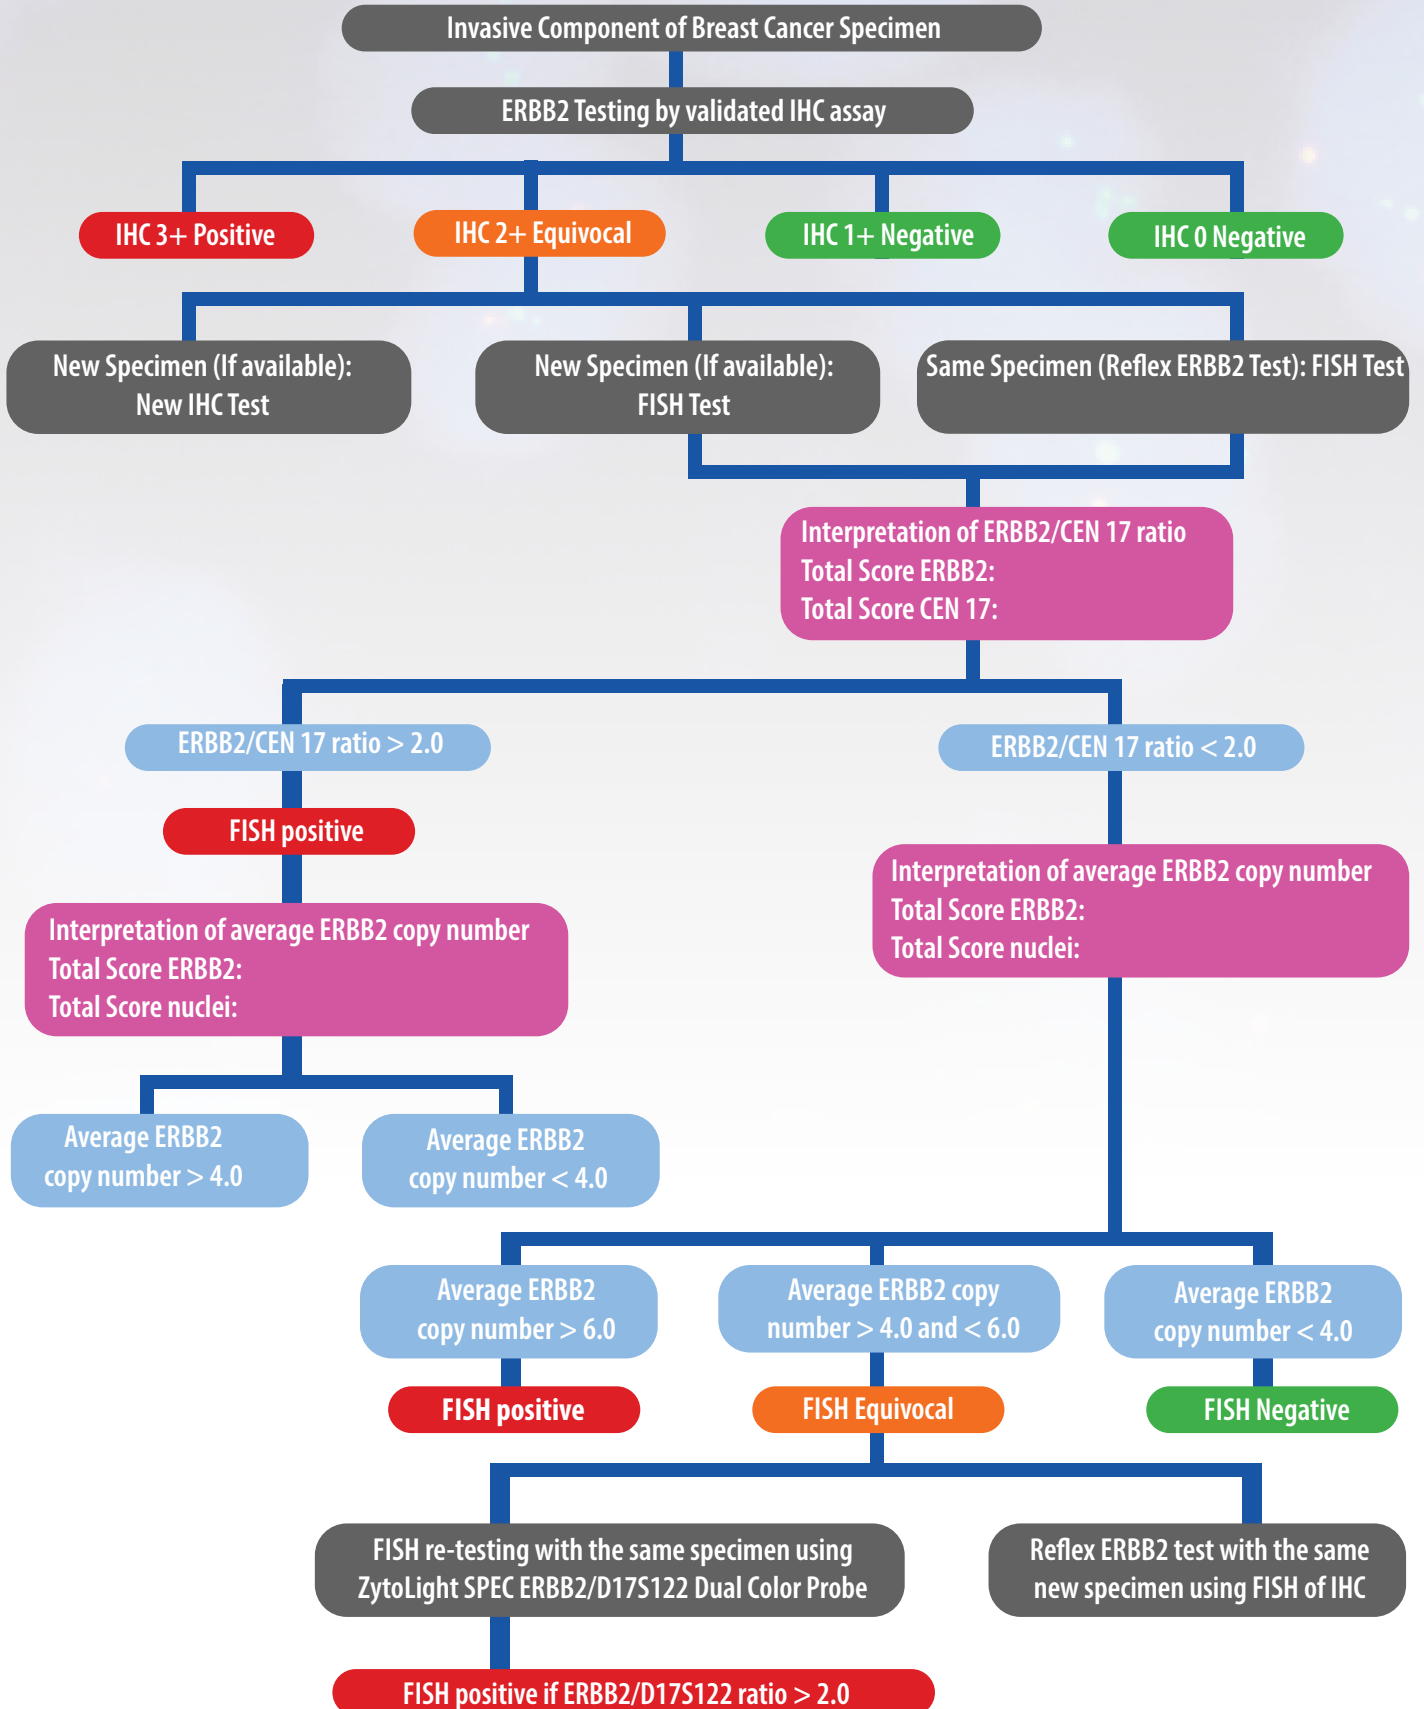 Invasive Component of Breast Cancer Specimen
ERBB2 Testing by validated IHC assay
IHC 3+ Positive
IHC 2+ Equivocal
IHC 1+ Negative
IHC 0 Negative
New Specimen (If available):
New IHC Test
New Specimen (If available):
FISH Test
Same Specimen (Reflex ERBB2 Test): FISH Test
Interpretation of ERBB2/CEN 17 ratio
Total Score ERBB2:
Total Score CEN 17:
ERBB2/CEN 17 ratio > 2.0
ERBB2/CEN 17 ratio < 2.0
FISH positive
Interpretation of average ERBB2 copy number
Total Score ERBB2:
Total Score nuclei:
Interpretation of average ERBB2 copy number
Total Score ERBB2:
Total Score nuclei:
Average ERBB2
copy number > 4.0
Average ERBB2
copy number < 4.0
Average ERBB2
copy number > 6.0
Average ERBB2 copy
number > 4.0 and < 6.0
Average ERBB2
copy number < 4.0
FISH positive
FISH Equivocal
FISH Negative
FISH re-testing with the same specimen using
ZytoLight SPEC ERBB2/D17S122 Dual Color Probe
Reflex ERBB2 test with the same
new specimen using FISH of IHC
FISH positive if ERBB2/D17S122 ratio > 2.0